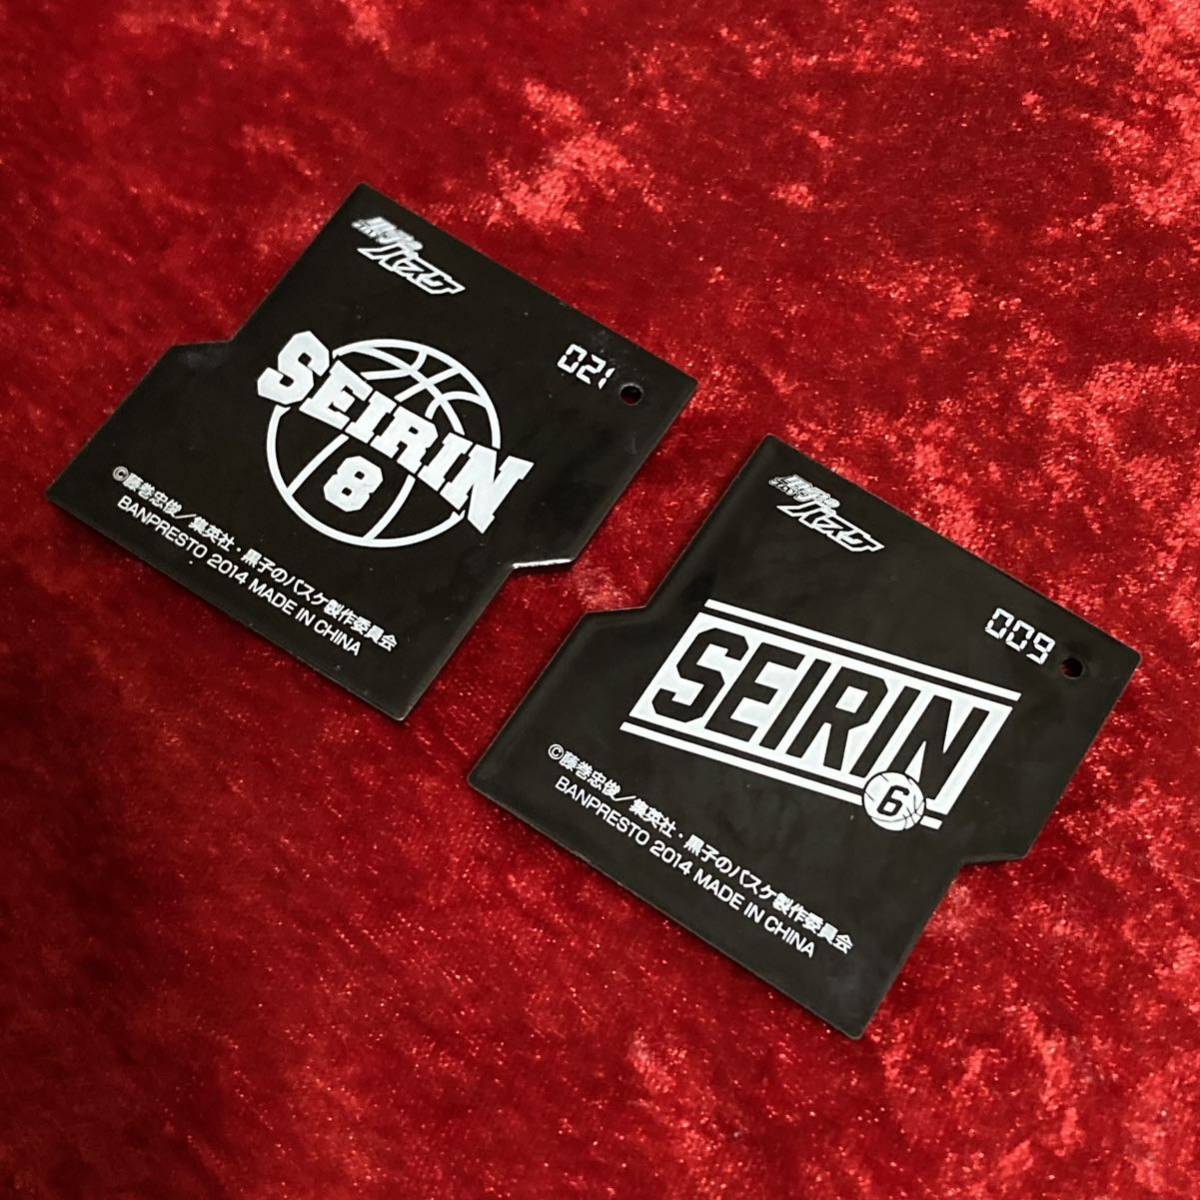 黒子の
バスケ
021
SEIRIN
8
©藤巻忠俊／集英社・黒子のバスケ製作委員会
BANPRESTO 2014 MADE IN CHINA
黒子の
バスケ
009
SEIRIN
6
©藤巻忠俊／集英社・黒子のバスケ製作委員会
BANPRESTO 2014 MADE IN CHINA